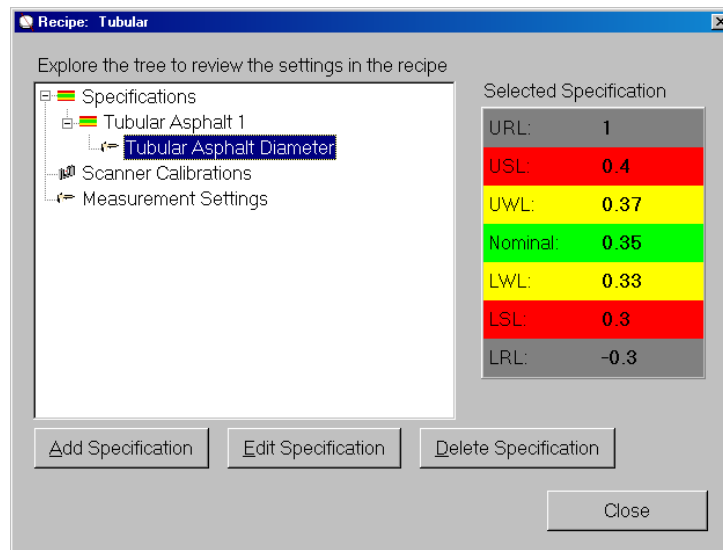 Recipe: Tubular
Explore the tree to review the settings in the recipe
Specifications
Tubular Asphalt 1
Tubular Asphalt Diameter
Scanner Calibrations
Measurement Settings
Selected Specification
URL: 1
USL: 0.4
UWL: 0.37
Nominal: 0.35
LWL: 0.33
LSL: 0.3
LRL: -0.3
Add Specification
Edit Specification
Delete Specification
Close